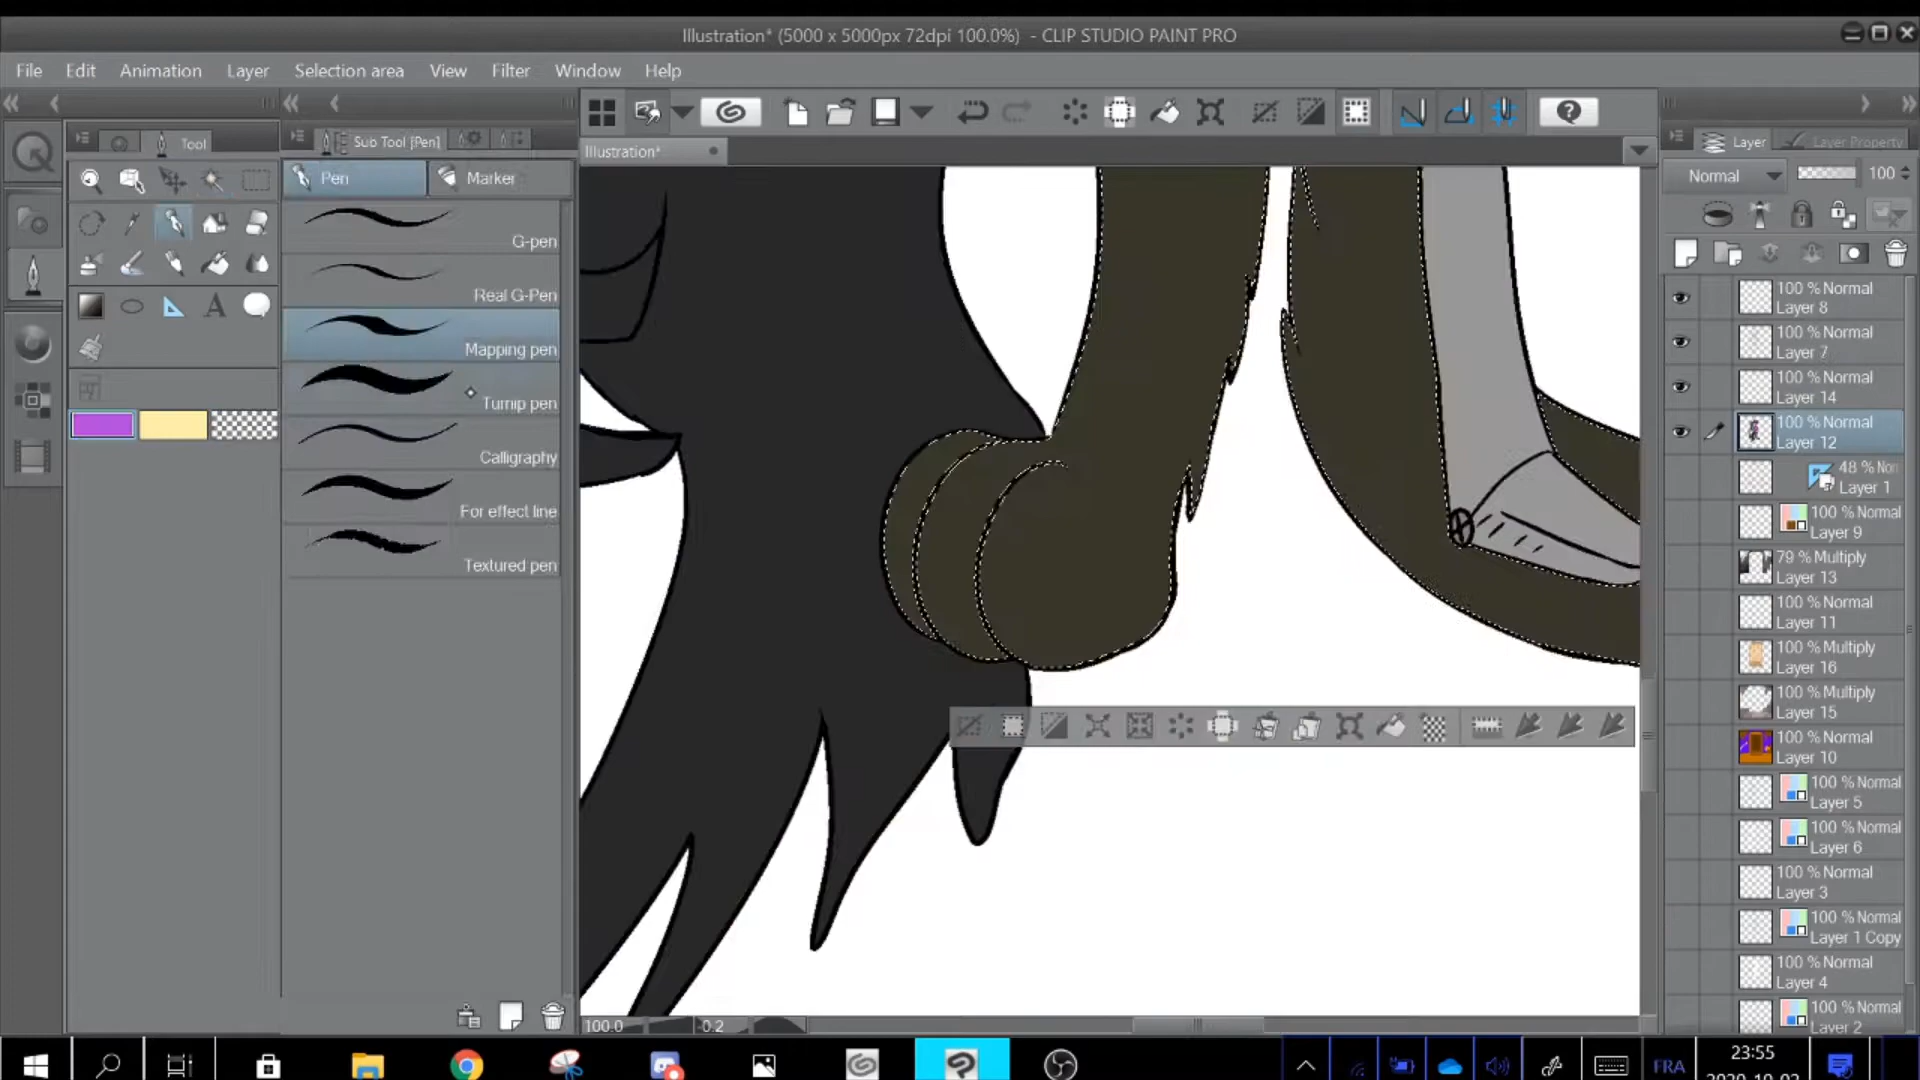 Illustration* (5000 x 5000px 72dpi 100.0%) - CLIP STUDIO PAINT PRO
File Edit Animation Layer Selection area View Filter Window Help
Tool
Sub Tool [Pen]
Illustration*
Layer
Layer Property
Pen
Marker
Normal
100
G-pen
Real G-Pen
Mapping pen
Turnip pen
Calligraphy
For effect line
Textured pen
100 % Normal
Layer 8
100 % Normal
Layer 7
100 % Normal
Layer 14
100 % Normal
Layer 12
48 % Nor
Layer 1
100 % Normal
Layer 9
79 % Multiply
Layer 13
100 % Normal
Layer 11
100 % Multiply
Layer 16
100 % Multiply
Layer 15
100 % Normal
Layer 10
100 % Normal
Layer 5
100 % Normal
Layer 6
100 % Normal
Layer 3
100 % Normal
Layer 1 Copy
100 % Normal
Layer 4
100 % Normal
Layer 2
100.0
-0.2
FRA
23:55